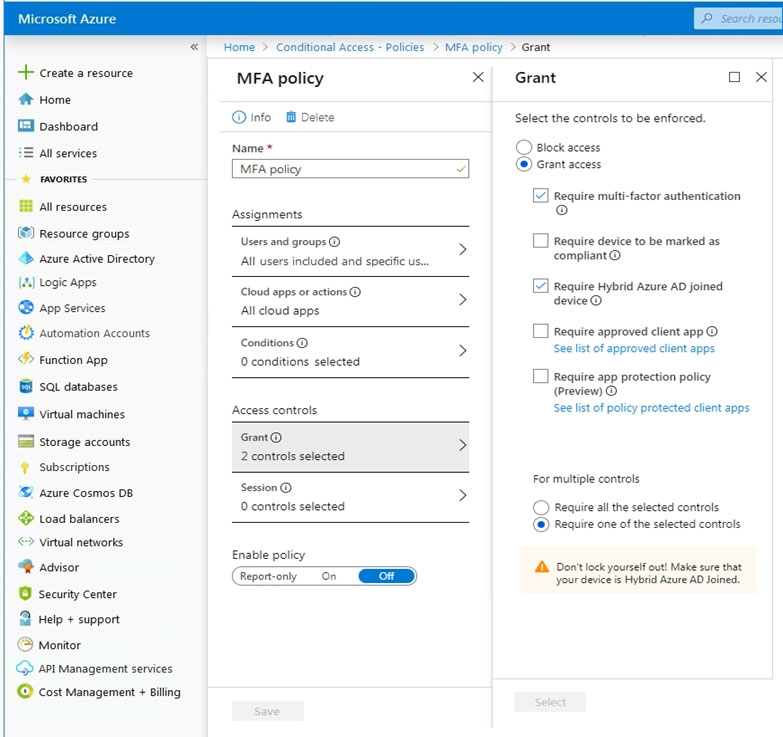 Microsoft Azure
Search resou
«
Home > Conditional Access - Policies > MFA policy > Grant
Create a resource
Home
Dashboard
All services
FAVORITES
All resources
Resource groups
Azure Active Directory
Logic Apps
App Services
Automation Accounts
Function App
SQL databases
Virtual machines
Storage accounts
Subscriptions
Azure Cosmos DB
Load balancers
Virtual networks
Advisor
Security Center
Help + support
Monitor
API Management services
Cost Management + Billing
MFA policy
Info
Delete
Name *
MFA policy
Assignments
Users and groups
All users included and specific us...
Cloud apps or actions
All cloud apps
Conditions
0 conditions selected
Access controls
Grant
2 controls selected
Session
0 controls selected
Enable policy
Report-only On Off
Save
Grant
Select the controls to be enforced.
Block access
Grant access
Require multi-factor authentication
Require device to be marked as
compliant
Require Hybrid Azure AD joined
device
Require approved client app
See list of approved client apps
Require app protection policy
(Preview)
See list of policy protected client apps
For multiple controls
Require all the selected controls
Require one of the selected controls
Don't lock yourself out! Make sure that
your device is Hybrid Azure AD Joined.
Select